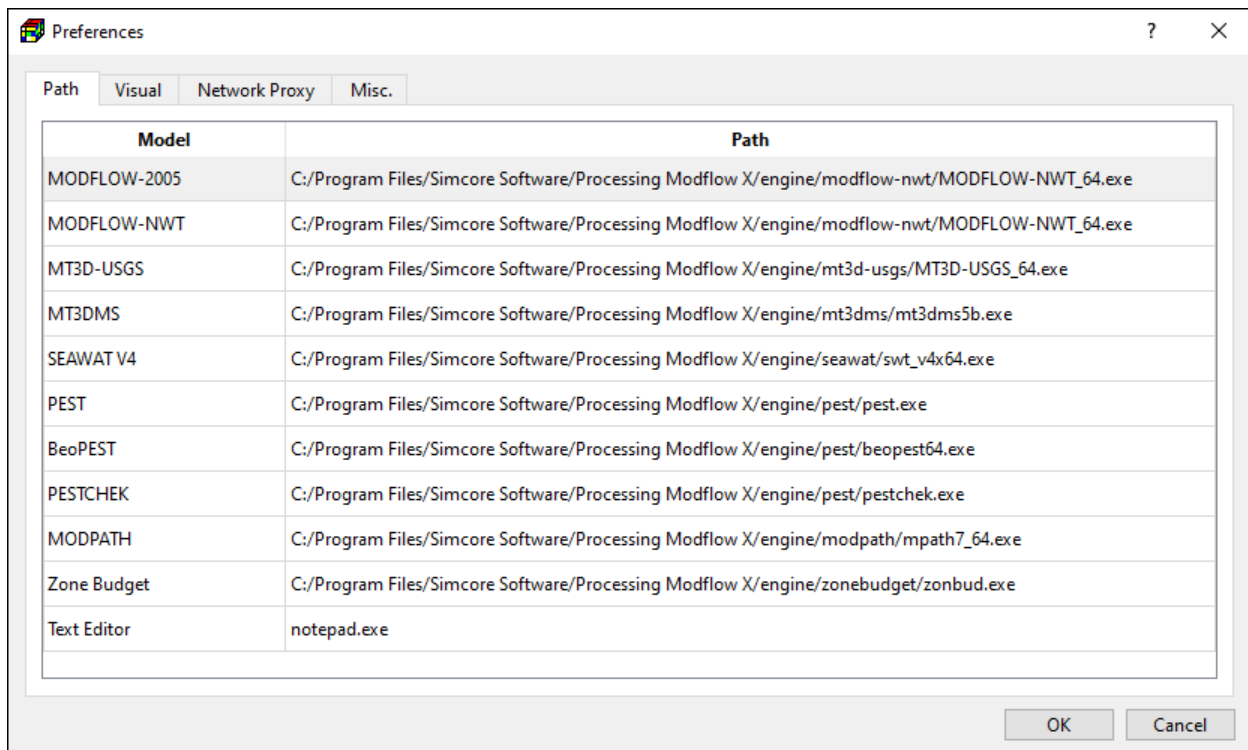 Preferences ?
Path Visual Network Proxy Misc.
Model Path
MODFLOW-2005 C:/Program Files/Simcore Software/Processing Modflow X/engine/modflow-nwt/MODFLOW-NWT_64.exe
MODFLOW-NWT C:/Program Files/Simcore Software/Processing Modflow X/engine/modflow-nwt/MODFLOW-NWT_64.exe
MT3D-USGS C:/Program Files/Simcore Software/Processing Modflow X/engine/mt3d-usgs/MT3D-USGS_64.exe
MT3DMS C:/Program Files/Simcore Software/Processing Modflow X/engine/mt3dms/mt3dms5b.exe
SEAWAT V4 C:/Program Files/Simcore Software/Processing Modflow X/engine/seawat/swt_v4x64.exe
PEST C:/Program Files/Simcore Software/Processing Modflow X/engine/pest/pest.exe
BeoPEST C:/Program Files/Simcore Software/Processing Modflow X/engine/pest/beopest64.exe
PESTCHEK C:/Program Files/Simcore Software/Processing Modflow X/engine/pest/pestchek.exe
MODPATH C:/Program Files/Simcore Software/Processing Modflow X/engine/modpath/mpath7_64.exe
Zone Budget C:/Program Files/Simcore Software/Processing Modflow X/engine/zonebudget/zonbud.exe
Text Editor notepad.exe
OK Cancel